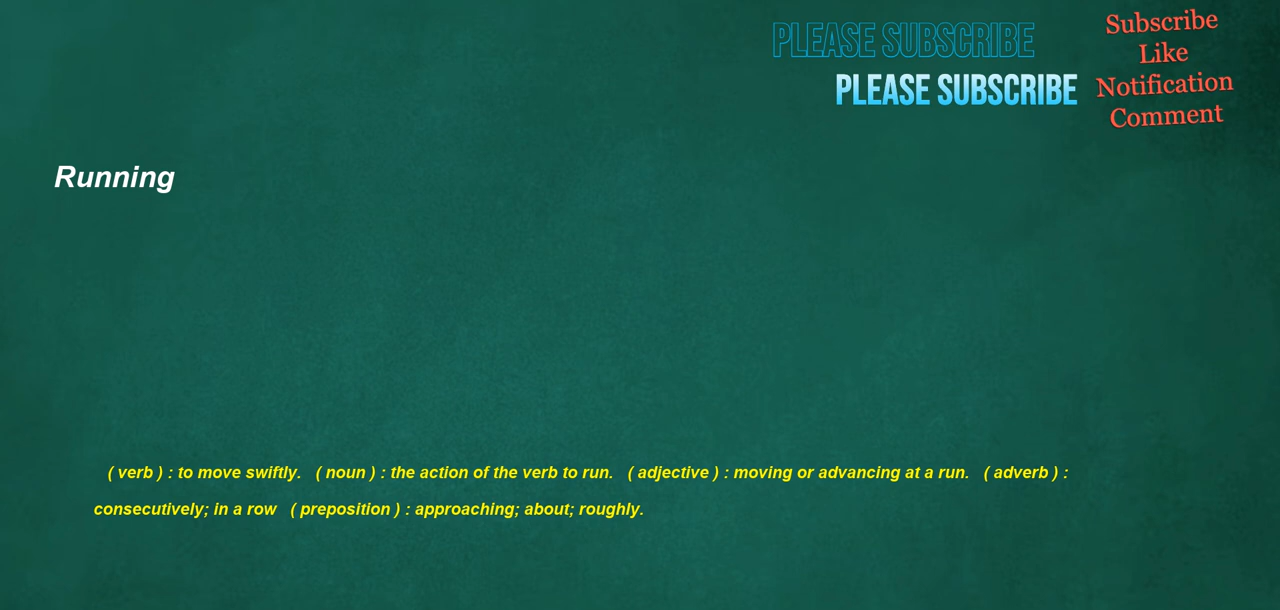 PLEASE SUBSCRIBE
PLEASE SUBSCRIBE
Subscribe
Like
Notification
Comment
Running
( verb ) : to move swiftly. ( noun ) : the action of the verb to run. ( adjective ) : moving or advancing at a run. ( adverb ) :
consecutively; in a row ( preposition ) : approaching; about; roughly.